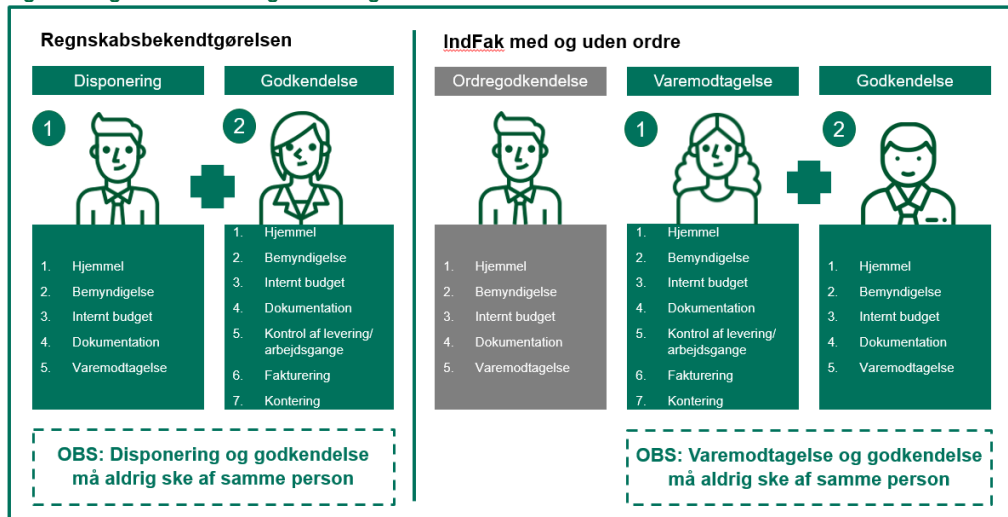 Regnskabsbekendtgørelsen
Disponering
Godkendelse
1
2
1. Hjemmel
2. Bemyndigelse
3. Internt budget
4. Dokumentation
5. Varemodtagelse
1. Hjemmel
2. Bemyndigelse
3. Internt budget
4. Dokumentation
5. Kontrol af levering/
arbejdsgange
6. Fakturering
7. Kontering
OBS: Disponering og godkendelse
må aldrig ske af samme person
IndFak med og uden ordre
Ordregodkendelse
Varemodtagelse
Godkendelse
1
2
1. Hjemmel
2. Bemyndigelse
3. Internt budget
4. Dokumentation
5. Varemodtagelse
1. Hjemmel
2. Bemyndigelse
3. Internt budget
4. Dokumentation
5. Kontrol af levering/
arbejdsgange
6. Fakturering
7. Kontering
1. Hjemmel
2. Bemyndigelse
3. Internt budget
4. Dokumentation
5. Varemodtagelse
OBS: Varemodtagelse og godkendelse
må aldrig ske af samme person